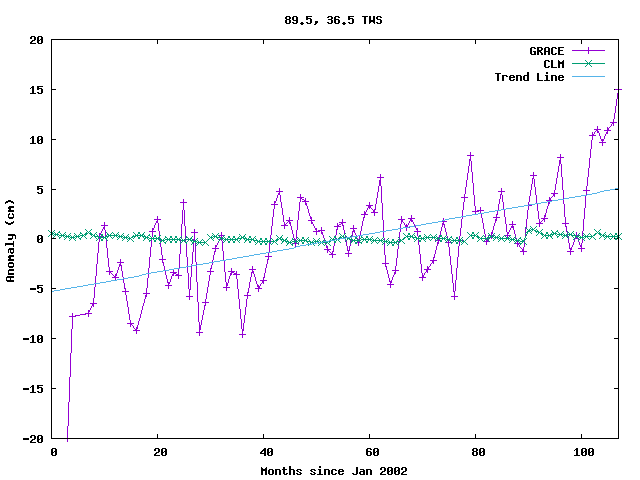 89.5, 36.5 TWS
GRACE
CLM
Trend Line
20
15
10
5
0
-5
-10
-15
-20
Anomaly (cm)
0 20 40 60 80 100
Months since Jan 2002